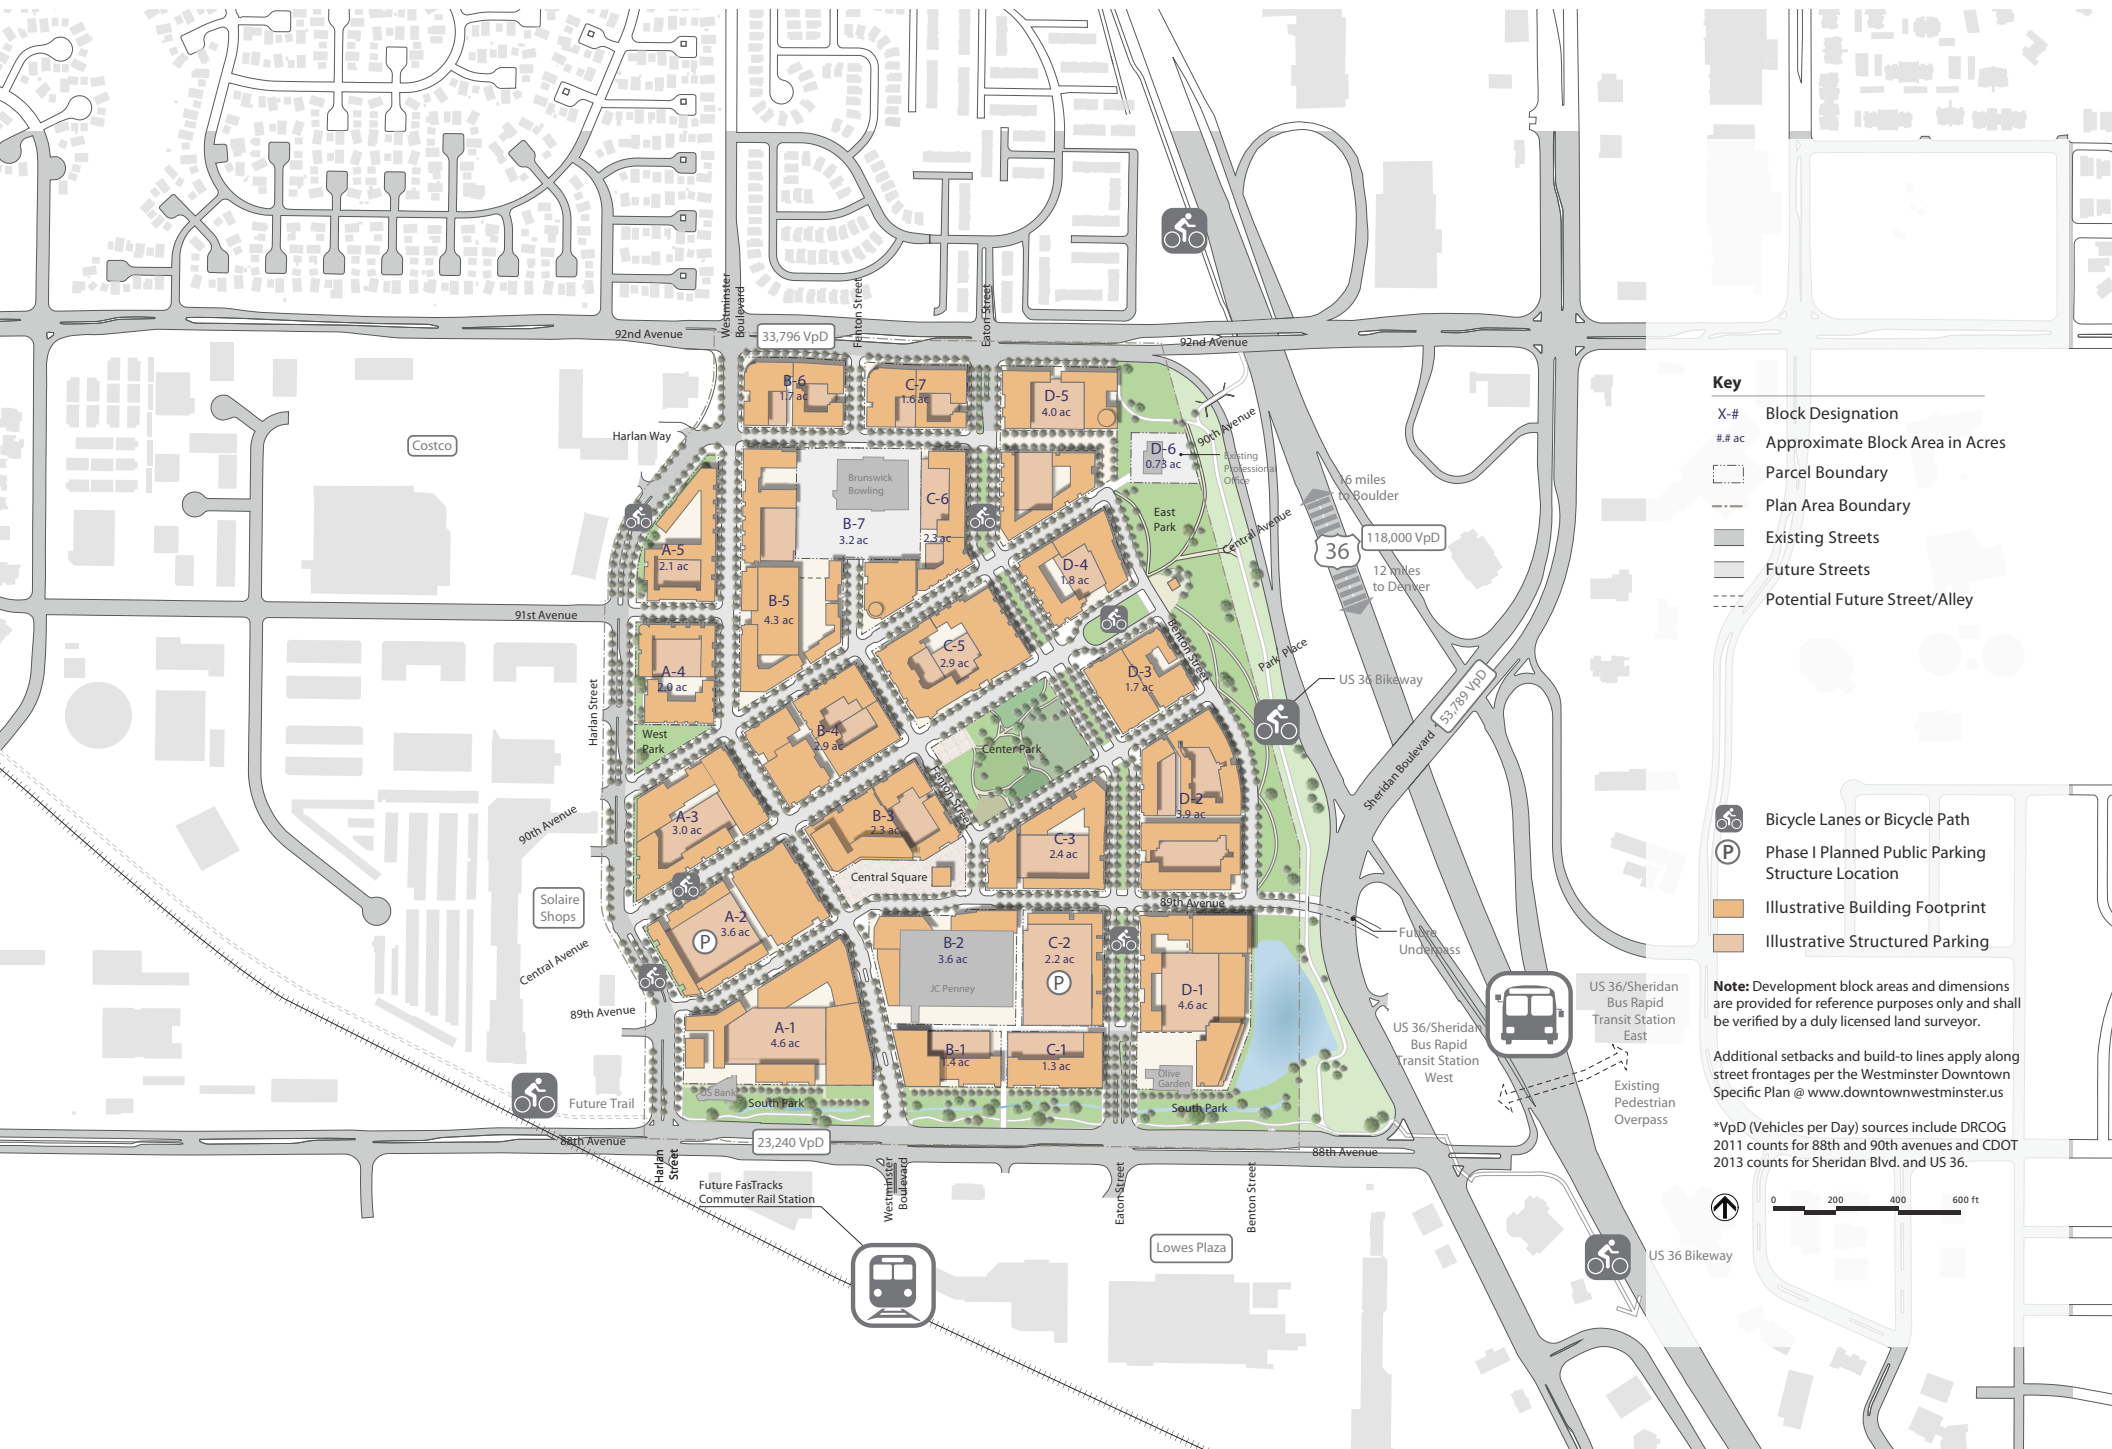 Westminster
Boulevard
Fenton Street
Eaton Street
92nd Avenue
33,796 VpD
92nd Avenue
B-6
1.7 ac
C-7
1.6 ac
D-5
4.0 ac
Harlan Way
Costco
90th Avenue
D-6
0.73 ac
Existing
Professional
Office
Brunswick
Bowling
C-6
2.3 ac
B-7
3.2 ac
East
Park
Central Avenue
16 miles
to Boulder
36
118,000 VpD
12 miles
to Denver
A-5
2.1 ac
D-4
1.8 ac
B-5
4.3 ac
91st Avenue
Benton Street
C-5
2.9 ac
Park Place
A-4
2.0 ac
D-3
1.7 ac
US 36 Bikeway
53,789 VpD
Harlan Street
West
Park
B-4
2.9 ac
Center Park
Sheridan Boulevard
Fenton Street
D-2
3.9 ac
90th Avenue
A-3
3.0 ac
B-3
2.3 ac
C-3
2.4 ac
Central Square
Solaire
Shops
89th Avenue
A-2
3.6 ac
P
B-2
3.6 ac
JC Penney
C-2
2.2 ac
P
Future
Underpass
Central Avenue
D-1
4.6 ac
89th Avenue
A-1
4.6 ac
B-1
1.4 ac
C-1
1.3 ac
US 36/Sheridan
Bus Rapid
Transit Station
West
US 36/Sheridan
Bus Rapid
Transit Station
East
Olive
Garden
US Bank
South Park
South Park
Future Trail
Existing
Pedestrian
Overpass
88th Avenue
23,240 VpD
88th Avenue
Harlan
Street
Westminster
Boulevard
Eaton Street
Benton Street
Future FasTracks
Commuter Rail Station
Lowes Plaza
US 36 Bikeway
Key
X-# Block Designation
#.# ac Approximate Block Area in Acres
Parcel Boundary
Plan Area Boundary
Existing Streets
Future Streets
Potential Future Street/Alley
Bicycle Lanes or Bicycle Path
P Phase I Planned Public Parking
Structure Location
Illustrative Building Footprint
Illustrative Structured Parking
Note: Development block areas and dimensions
are provided for reference purposes only and shall
be verified by a duly licensed land surveyor.
Additional setbacks and build-to lines apply along
street frontages per the Westminster Downtown
Specific Plan @ www.downtownwestminster.us
*VpD (Vehicles per Day) sources include DRCOG
2011 counts for 88th and 90th avenues and CDOT
2013 counts for Sheridan Blvd. and US 36.
0 200 400 600 ft